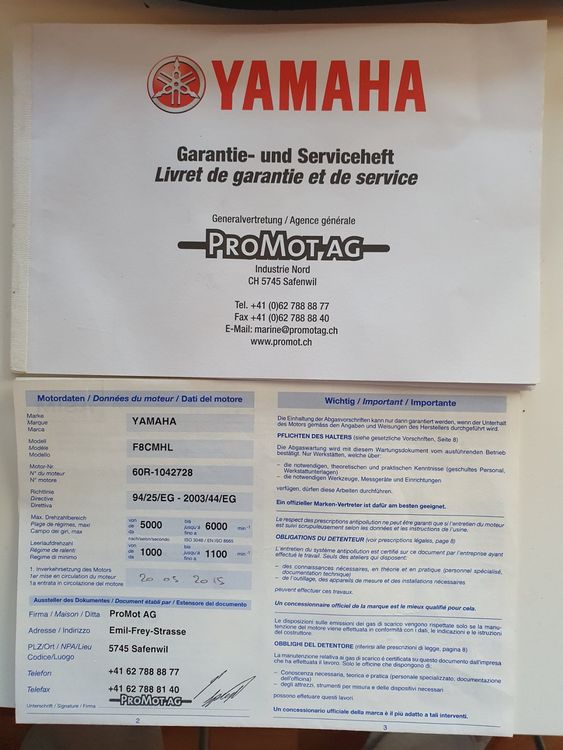 YAMAHA
Garantie- und Serviceheft
Livret de garantie et de service
Generalvertretung / Agence générale
PROMOT AG
Industrie Nord
CH 5745 Safenwil
Tel. +41 (0)62 788 88 77
Fax +41 (0)62 788 88 40
E-Mail: marine@promotag.ch
www.promot.ch
Motordaten / Données du moteur / Dati del motore
Marke
Marque
Marca
YAMAHA
Modell
Modèle
Modello
F8CMHL
Motor-Nr.
N° du moteur
N° motore
60R-1042728
Richtlinie
Directive
Direttiva
94/25/EG - 2003/44/EG
Max. Drehzahlbereich
Plage de régimes, maxi
Campo dei giri, max
von de da 5000 bis jusqu'à fino a 6000 min.-1
nach/selon/secondo ISO 3046 / EN ISO 8665
Leerlaufdrehzahl
Régime de ralenti
Regime di minimo
von de da 1000 bis jusqu'à fino a 1100 min.-1
1. Inverkehrsetzung des Motors
1er mise en circulation du moteur
1a entrata in circolazione del motore
20 05 2015
Aussteller des Dokumentes / Document établi par / Estensore del documento
Firma / Maison / Ditta ProMot AG
Adresse / Indirizzo Emil-Frey-Strasse
PLZ/Ort / NPA/Lieu 5745 Safenwil
Codice/Luogo
Telefon +41 62 788 88 77
Telefax +41 62 788 81 40
PROMOT AG
Unterschrift / Signature / Firma
2
Wichtig / Important / Importante
Die Einhaltung der Abgasvorschriften kann nur dann garantiert werden, wenn der Unterhalt
des Motors gemäss den Angaben und Weisungen des Herstellers durchgeführt wird.
PFLICHTEN DES HALTERS (siehe gesetzliche Vorschriften, Seite 8)
Die Abgaswartung wird mit diesem Wartungsdokument vom ausführenden Betrieb
bestätigt. Nur Werkstätten, welche über:
– die notwendigen, theoretischen und praktischen Kenntnisse (geschultes Personal,
Werkstattunterlagen)
– die notwendigen Werkzeuge, Messgeräte und Einrichtungen
verfügen, dürfen diese Arbeiten durchführen.
Ein offizieller Marken-Vertreter ist dafür am besten geeignet.
Le respect des prescriptions antipollution ne peut être garanti que si l'entretien du moteur
est suivi scrupuleusement selon les données et les instructions de l'usine.
OBLIGATIONS DU DETENTEUR (voir prescriptions légales, page 8)
L'entretien du système antipollution est certifié sur ce document par l'entreprise ayant
effectué le travail. Seuls des ateliers qui disposent:
– des connaissances nécessaires, en théorie et en pratique (personnel spécialisé,
documentation technique)
– de l'outillage, des appareils de mesure et des installations nécessaires
peuvent effectuer ces travaux.
Un concessionaire officiel de la marque est le mieux qualifié pour cela.
Le disposizioni sulle emissioni del gas di scarico vengono rispettate solo se la manu-
tenzione del motore viene effettuata in conformità con i dati, le indicazioni e le istruzioni
del costruttore.
OBBLIGHI DEL DETENTORE (riferirsi alle prescrizioni di legge, pagina 8)
La manutenzione relativa ai gas di scarico è certificata su questo documento dall'impresa
che ha effettuato il lavoro. Solo le officine che dispongono di:
– Conoscenza necessaria, teorica e pratica (personale specializzato, documentazione
dell'officina)
– degli attrezzi, strumenti per misura e delle dispositivi necessari
possono effettuare questi lavori.
Un concessionario ufficiale della marca è il più adatto a tali interventi.
3